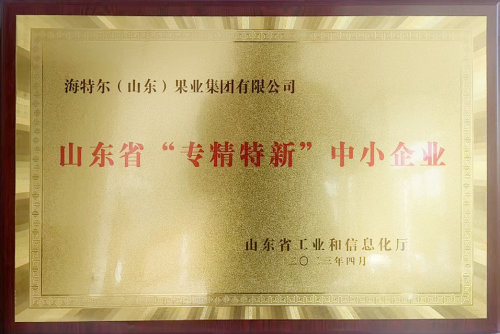 海特尔（山东）果业集团有限公司
山东省“专精特新”中小企业
山东省工业和信息化厅
二〇二三年四月